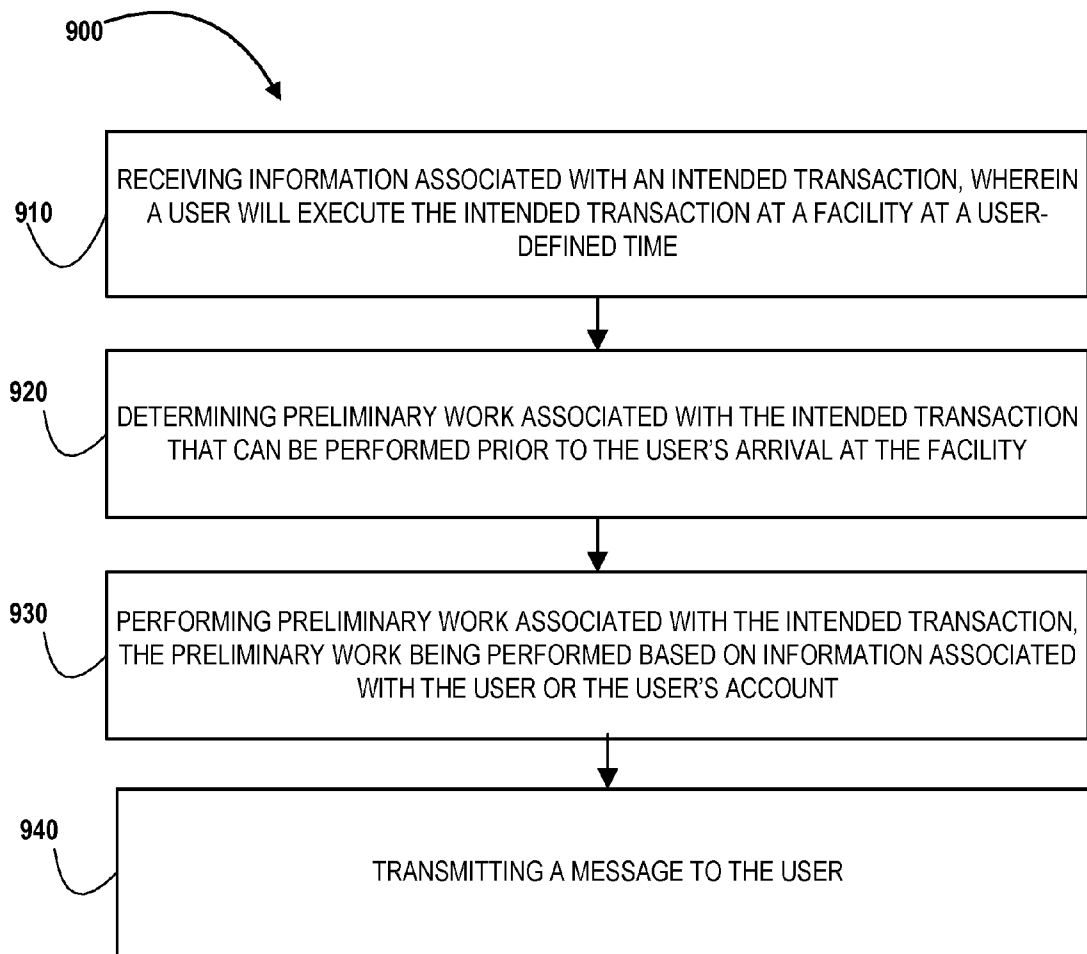 900
910
RECEIVING INFORMATION ASSOCIATED WITH AN INTENDED TRANSACTION, WHEREIN
A USER WILL EXECUTE THE INTENDED TRANSACTION AT A FACILITY AT A USER-
DEFINED TIME
920
DETERMINING PRELIMINARY WORK ASSOCIATED WITH THE INTENDED TRANSACTION
THAT CAN BE PERFORMED PRIOR TO THE USER'S ARRIVAL AT THE FACILITY
930
PERFORMING PRELIMINARY WORK ASSOCIATED WITH THE INTENDED TRANSACTION,
THE PRELIMINARY WORK BEING PERFORMED BASED ON INFORMATION ASSOCIATED
WITH THE USER OR THE USER'S ACCOUNT
940
TRANSMITTING A MESSAGE TO THE USER